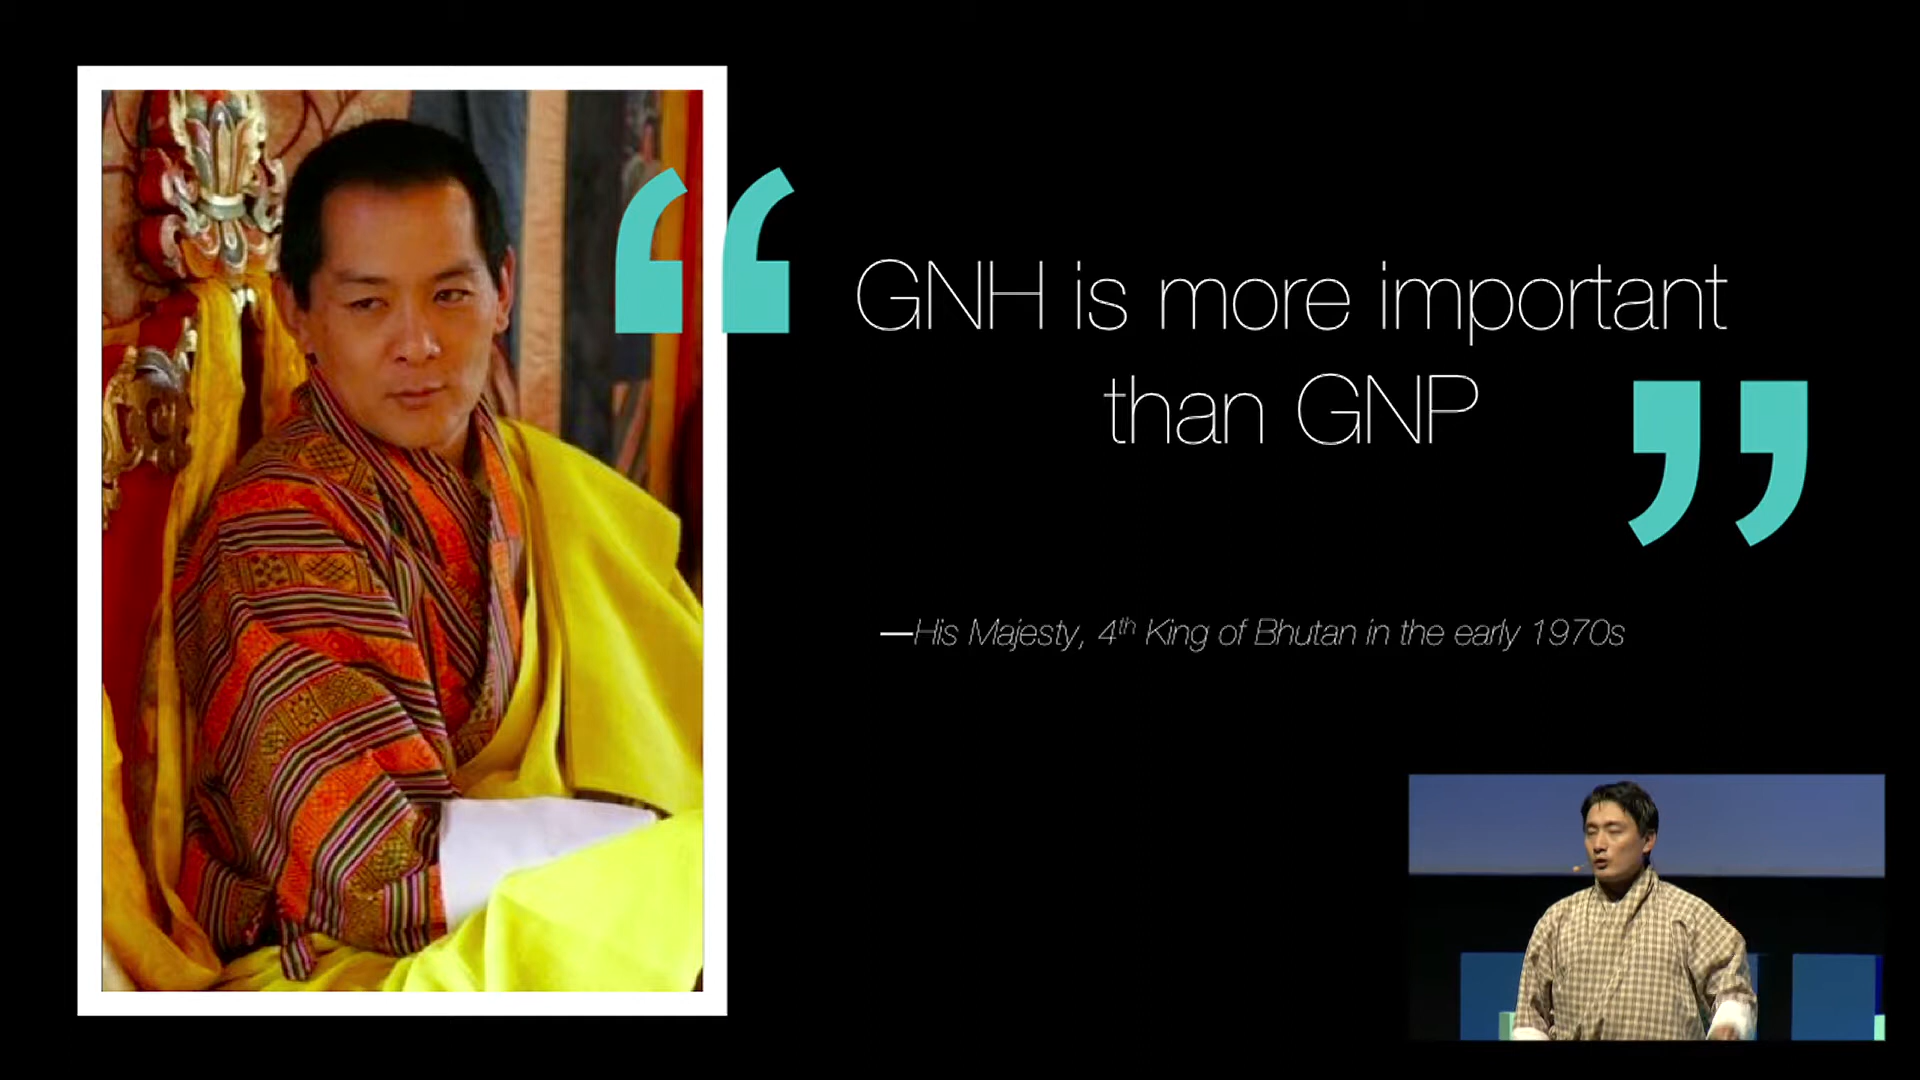 “GNH is more important
than GNP”
—His Majesty, 4th King of Bhutan in the early 1970s